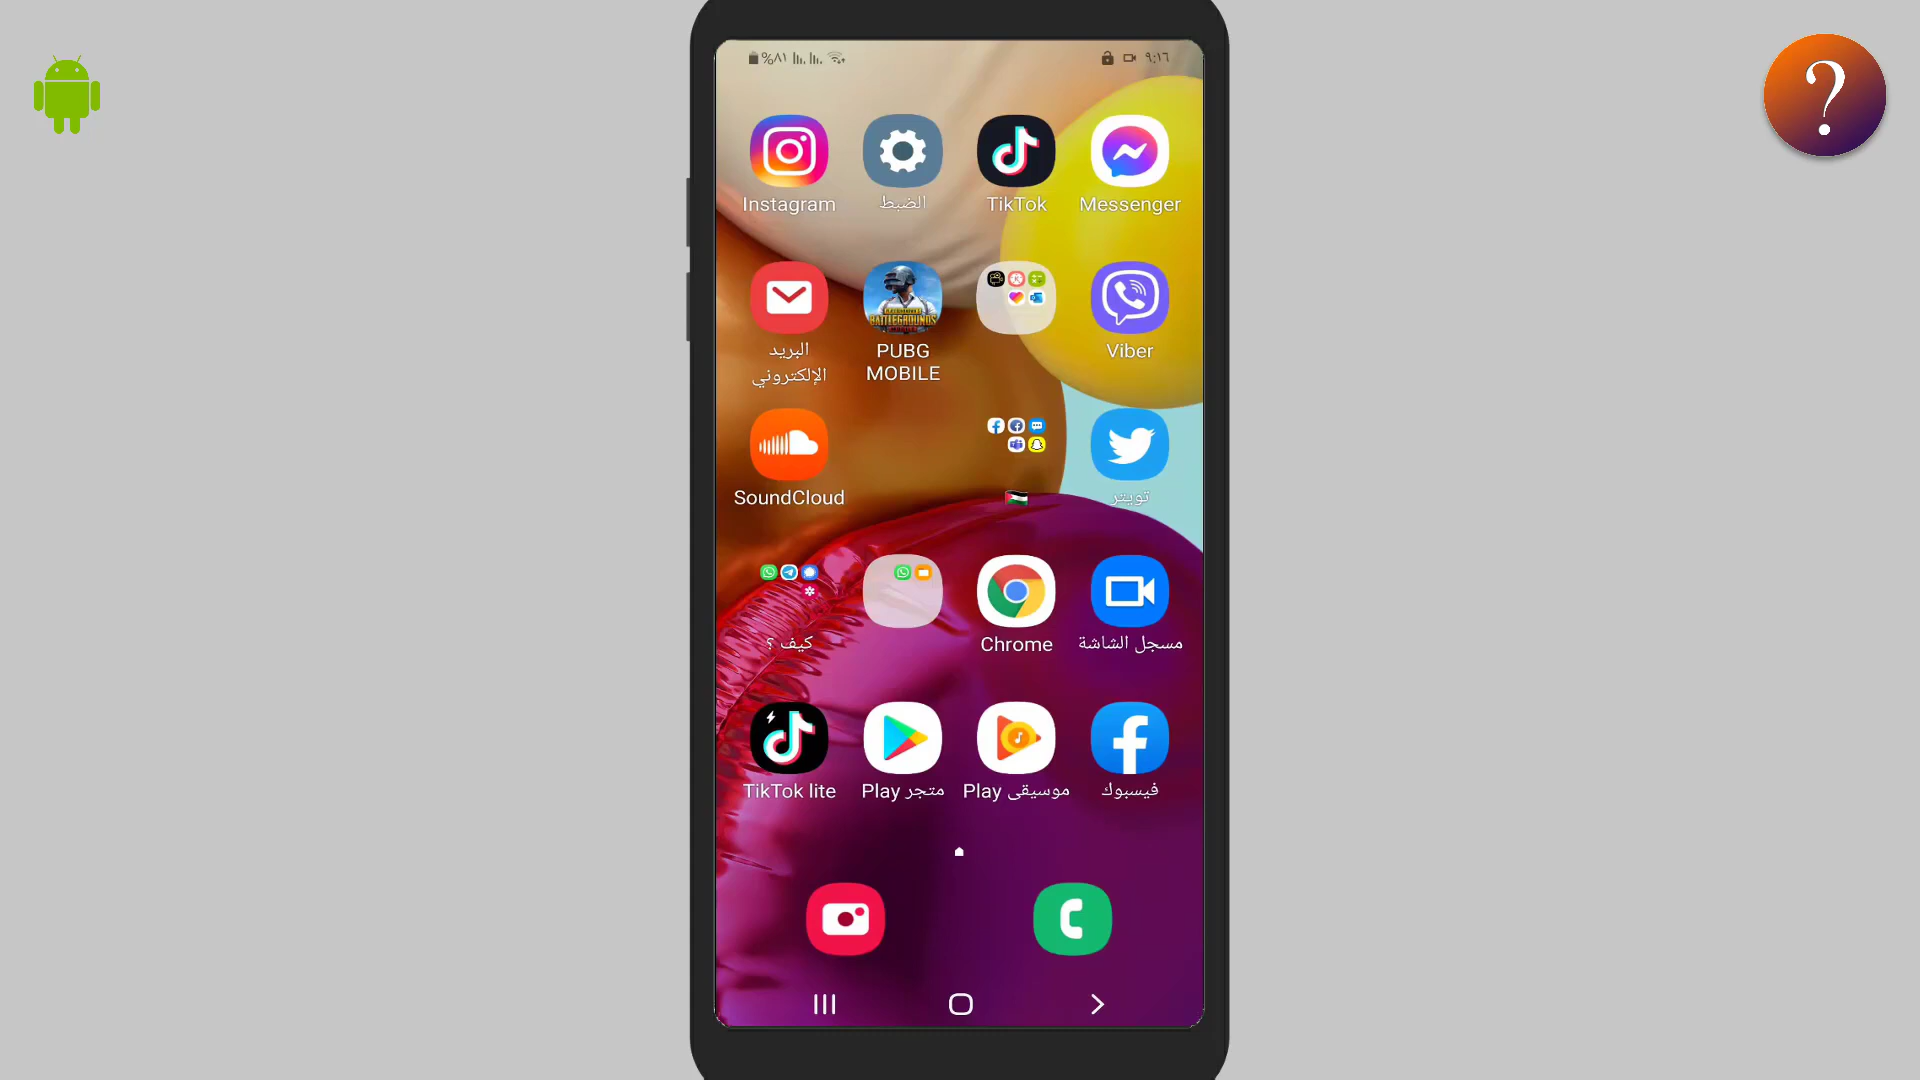 %٨١
٩:١٦
Instagram
الضبط
TikTok
Messenger
البريد
الإلكتروني
PUBG
MOBILE
Viber
BATTLEGROUNDS
SoundCloud
تويتر
كيف ؟
Chrome
مسجل الشاشة
TikTok lite
متجر Play
موسيقى Play
فيسبوك
?